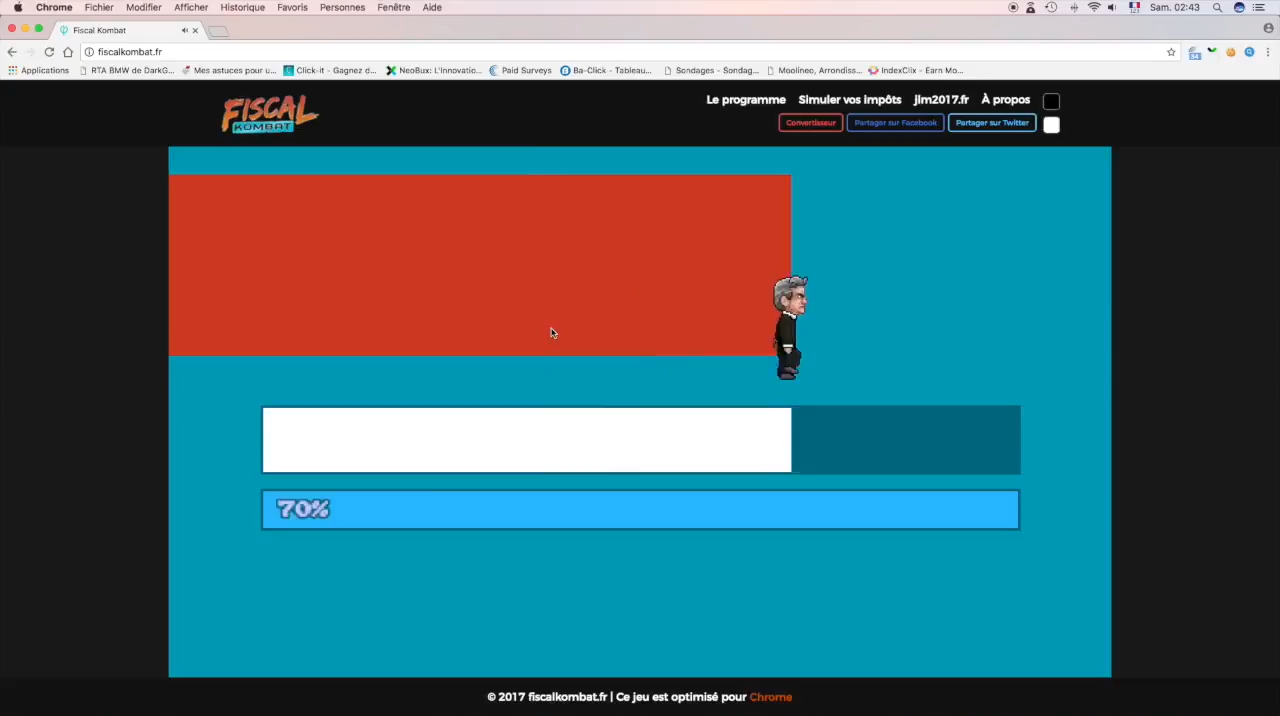 Chrome Fichier Modifier Afficher Historique Favoris Personnes Fenêtre Aide Sam. 02:43
Fiscal Kombat
fiscalkombat.fr
Applications RTA BMW de DarkG... Mes astuces pour u... Click-it - Gagnez d... NeoBux: L'Innovatio... Paid Surveys Ba-Click - Tableau... Sondages - Sondag... Moolineo, Arrondiss... IndexClix - Earn Mo...
FISCAL
KOMBAT
Le programme Simuler vos impôts jlm2017.fr À propos
Convertisseur Partager sur Facebook Partager sur Twitter
70%
© 2017 fiscalkombat.fr | Ce jeu est optimisé pour Chrome